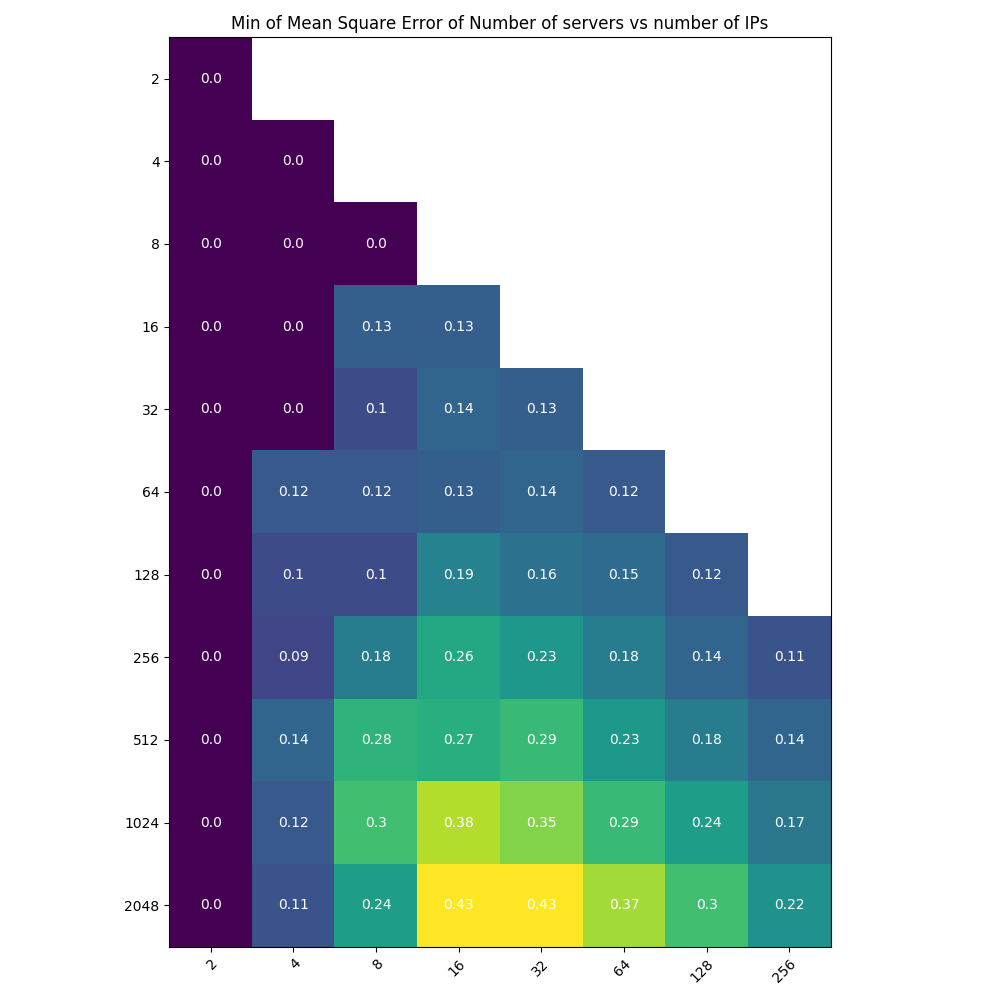 Min of Mean Square Error of Number of servers vs number of IPs
2 0.0
4 0.0 0.0
8 0.0 0.0 0.0
16 0.0 0.0 0.13 0.13
32 0.0 0.0 0.1 0.14 0.13
64 0.0 0.12 0.12 0.13 0.14 0.12
128 0.0 0.1 0.1 0.19 0.16 0.15 0.12
256 0.0 0.09 0.18 0.26 0.23 0.18 0.14 0.11
512 0.0 0.14 0.28 0.27 0.29 0.23 0.18 0.14
1024 0.0 0.12 0.3 0.38 0.35 0.29 0.24 0.17
2048 0.0 0.11 0.24 0.43 0.43 0.37 0.3 0.22
2 4 8 16 32 64 128 256